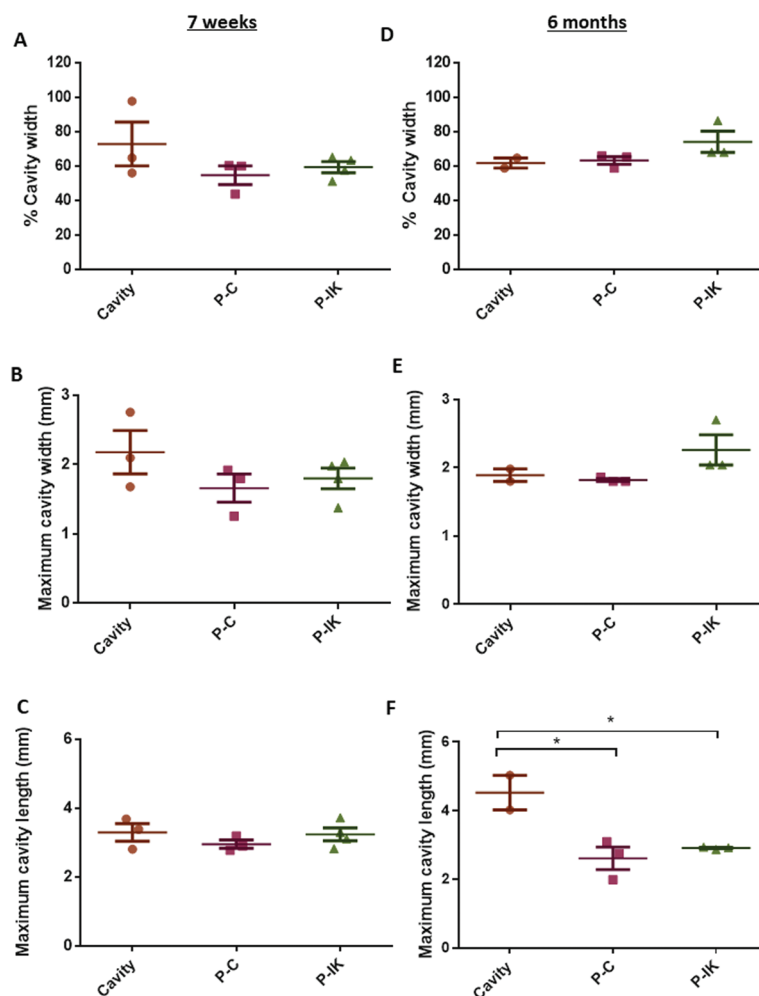 7 weeks
6 months
A
% Cavity width
120
100
80
60
40
20
0
Cavity
P-C
P-IK
D
% Cavity width
120
100
80
60
40
20
0
Cavity
P-C
P-IK
B
Maximum cavity width (mm)
3
2
1
0
Cavity
P-C
P-IK
E
Maximum cavity width (mm)
3
2
1
0
Cavity
P-C
P-IK
C
Maximum cavity length (mm)
6
4
2
0
Cavity
P-C
P-IK
F
Maximum cavity length (mm)
6
4
2
0
*
*
Cavity
P-C
P-IK